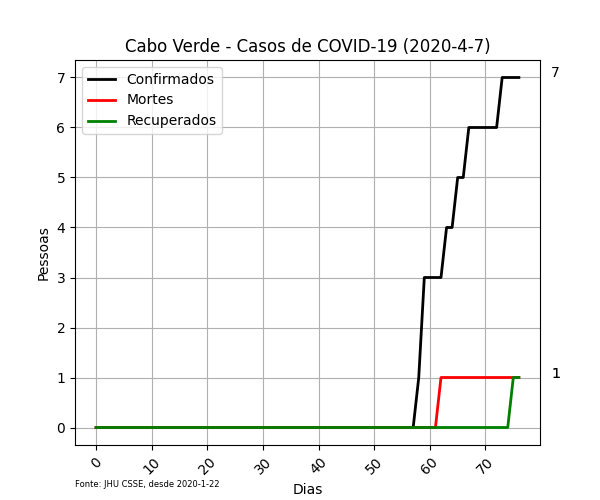 Cabo Verde - Casos de COVID-19 (2020-4-7)
Confirmados
Mortes
Recuperados
Pessoas
7
6
5
4
3
2
1
0
7
1
0 10 20 30 40 50 60 70
Dias
Fonte: JHU CSSE, desde 2020-1-22